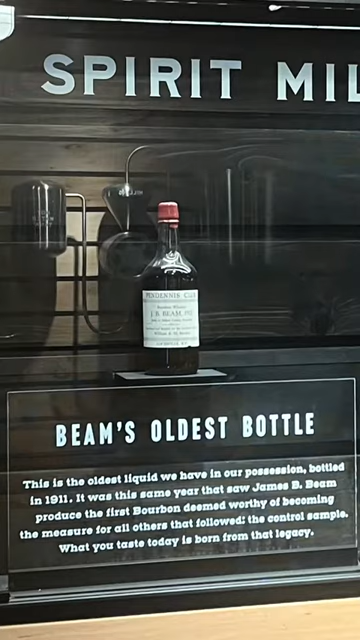 SPIRIT MIL
PENDENNIS CLUB
J. B. BEAM,
BEAM'S OLDEST BOTTLE
This is the oldest liquid we have in our possession, bottled
in 1911. It was this same year that saw James B. Beam
produce the first Bourbon deemed worthy of becoming
the measure for all others that followed: the control sample.
What you taste today is born from that legacy.